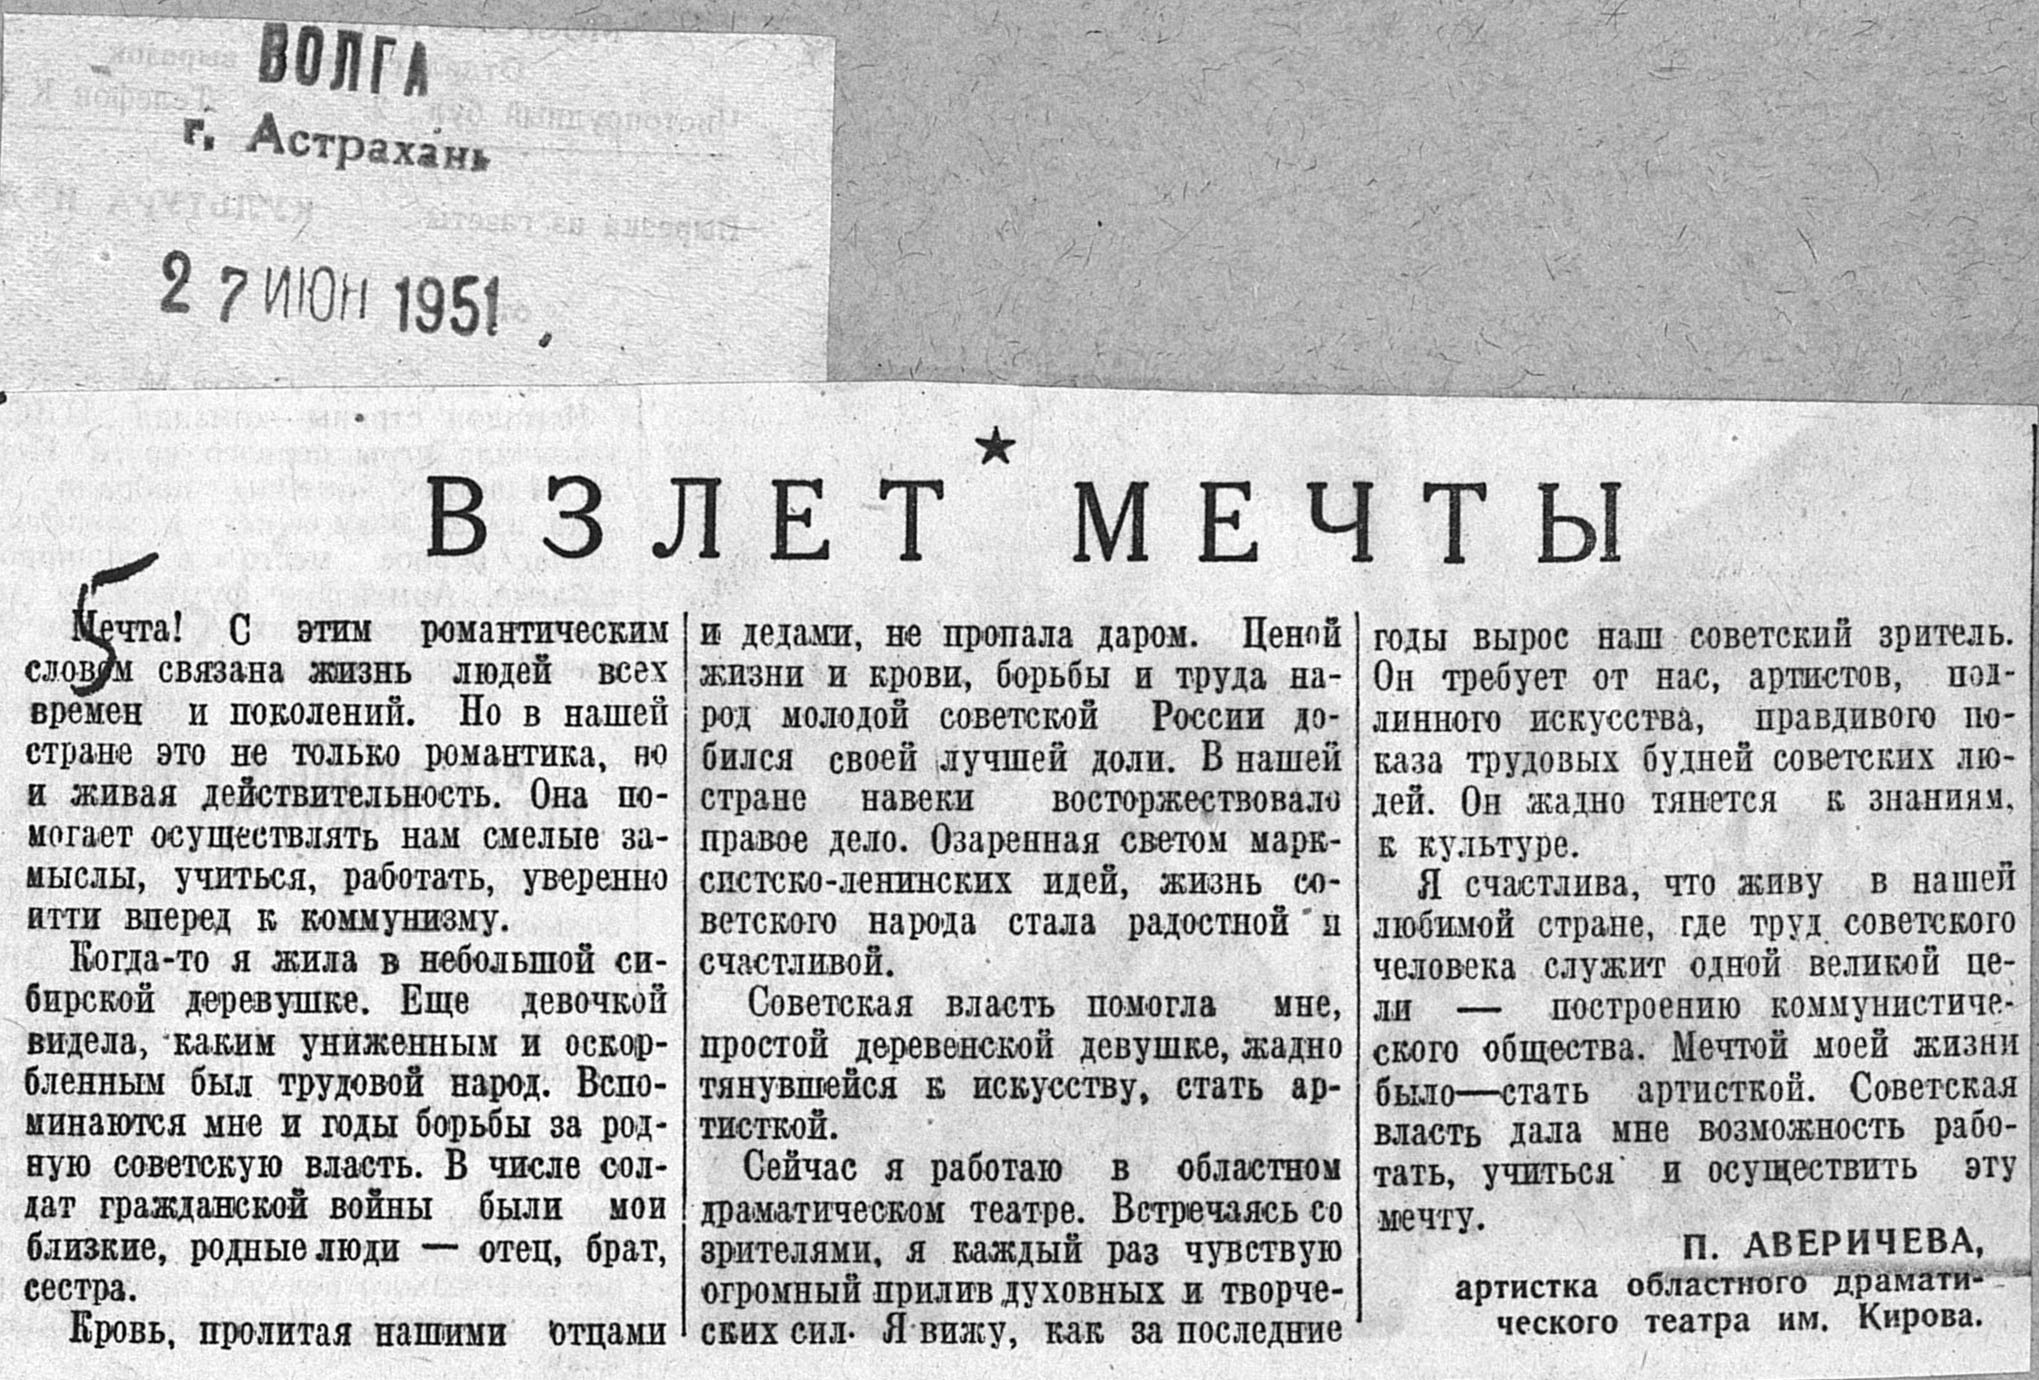 ВОЛГА
г. Астрахань
27 ИЮН 1951
ВЗЛЕТ МЕЧТЫ
5
Мечта! С этим романтическим
словом связана жизнь людей всех
времен и поколений. Но в нашей
стране это не только романтика, но
и живая действительность. Она по-
могает осуществлять нам смелые за-
мыслы, учиться, работать, уверенно
итти вперед к коммунизму.
Когда-то я жила в небольшой си-
бирской деревушке. Еще девочкой
видела, каким униженным и оскор-
бленным был трудовой народ. Вспо-
минаются мне и годы борьбы за род-
ную советскую власть. В числе сол-
дат гражданской войны были мои
близкие, родные люди — отец, брат,
сестра.
Кровь, пролитая нашими отцами
и дедами, не пропала даром. Ценой
жизни и крови, борьбы и труда на-
род молодой советской России до-
бился своей лучшей доли. В нашей
стране навеки восторжествовало
правое дело. Озаренная светом марк-
систско-ленинских идей, жизнь со-
ветского народа стала радостной и
счастливой.
Советская власть помогла мне,
простой деревенской девушке, жадно
тянувшейся к искусству, стать ар-
тисткой.
Сейчас я работаю в областном
драматическом театре. Встречаясь со
зрителями, я каждый раз чувствую
огромный прилив духовных и творче-
ских сил. Я вижу, как за последние
годы вырос наш советский зритель.
Он требует от нас, артистов, под-
линного искусства, правдивого по-
каза трудовых будней советских лю-
дей. Он жадно тянется к знаниям,
к культуре.
Я счастлива, что живу в нашей
любимой стране, где труд советского
человека служит одной великой це-
ли — построению коммунистиче-
ского общества. Мечтой моей жизни
было—стать артисткой. Советская
власть дала мне возможность рабо-
тать, учиться и осуществить эту
мечту.
П. АВЕРИЧЕВА,
артистка областного драмати-
ческого театра им. Кирова.